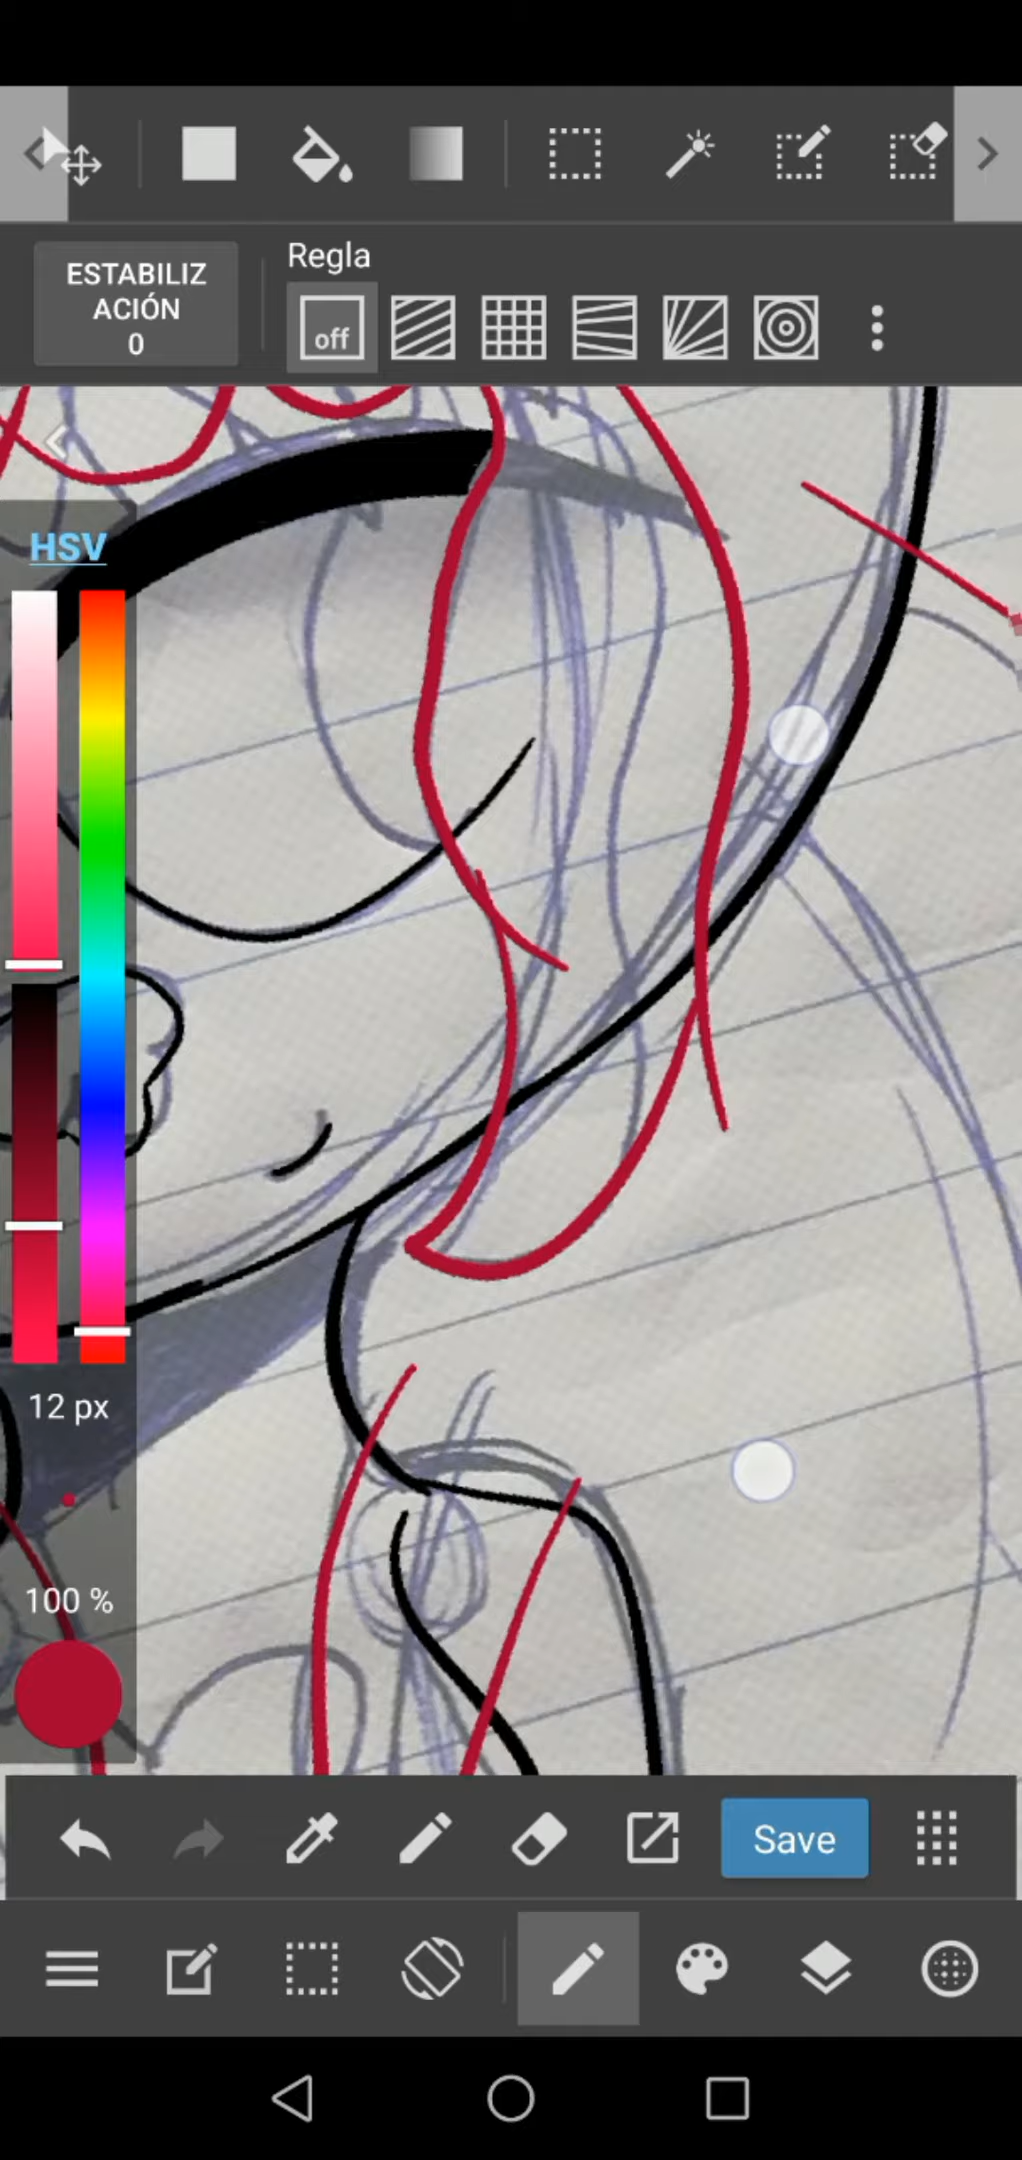 ESTABILIZ
ACIÓN
0
Regla
off
HSV
12 px
100 %
Save